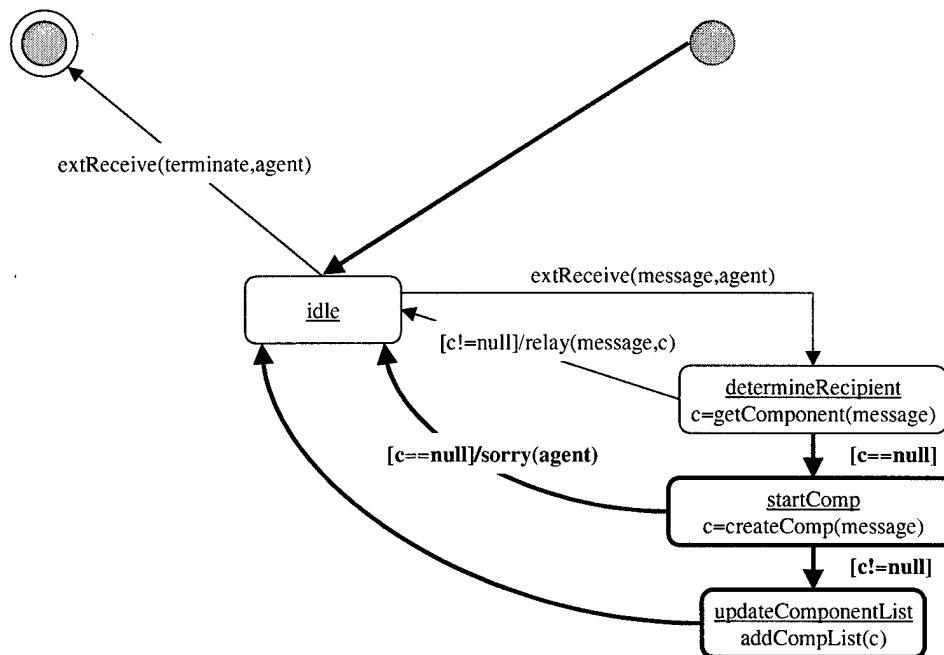 extReceive(terminate,agent)
extReceive(message,agent)
idle
[c!=null]/relay(message,c)
determineRecipient
c=getComponent(message)
[c==null]/sorry(agent)
[c==null]
startComp
c=createComp(message)
[c!=null]
updateComponentList
addCompList(c)